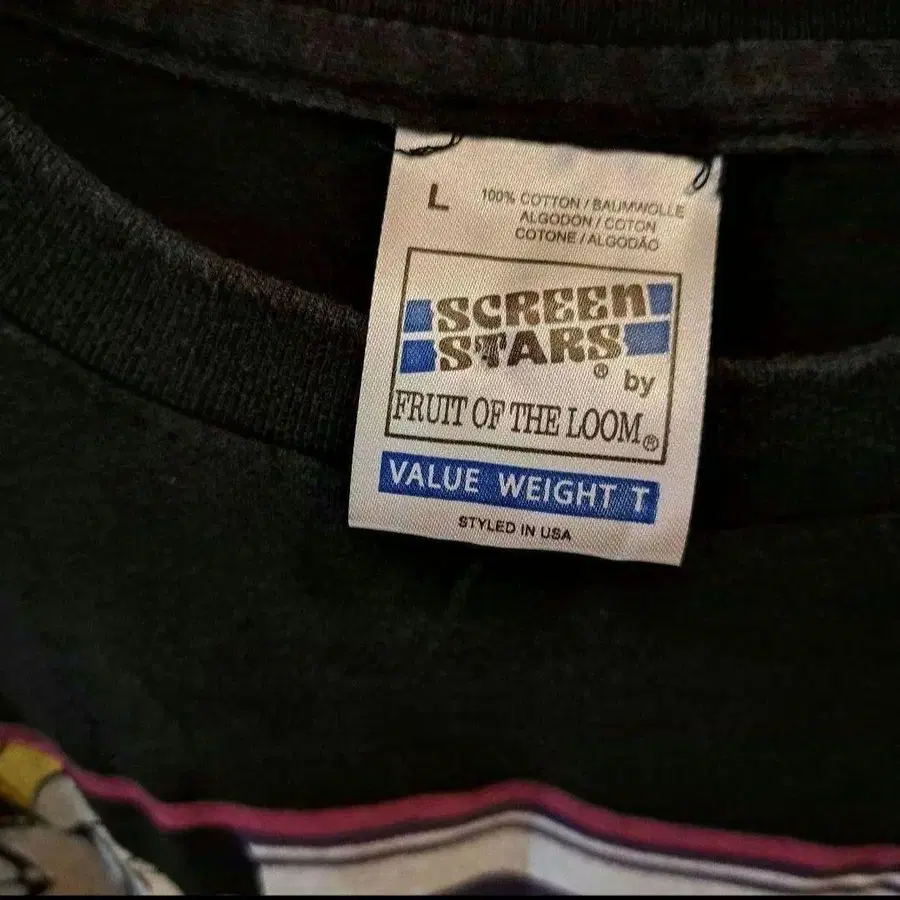 L
100% COTTON / BAUMWOLLE
ALGODON / COTON
COTONE / ALGODÃO
SCREEN
STARS®
by
FRUIT OF THE LOOM®
VALUE WEIGHT T
STYLED IN USA